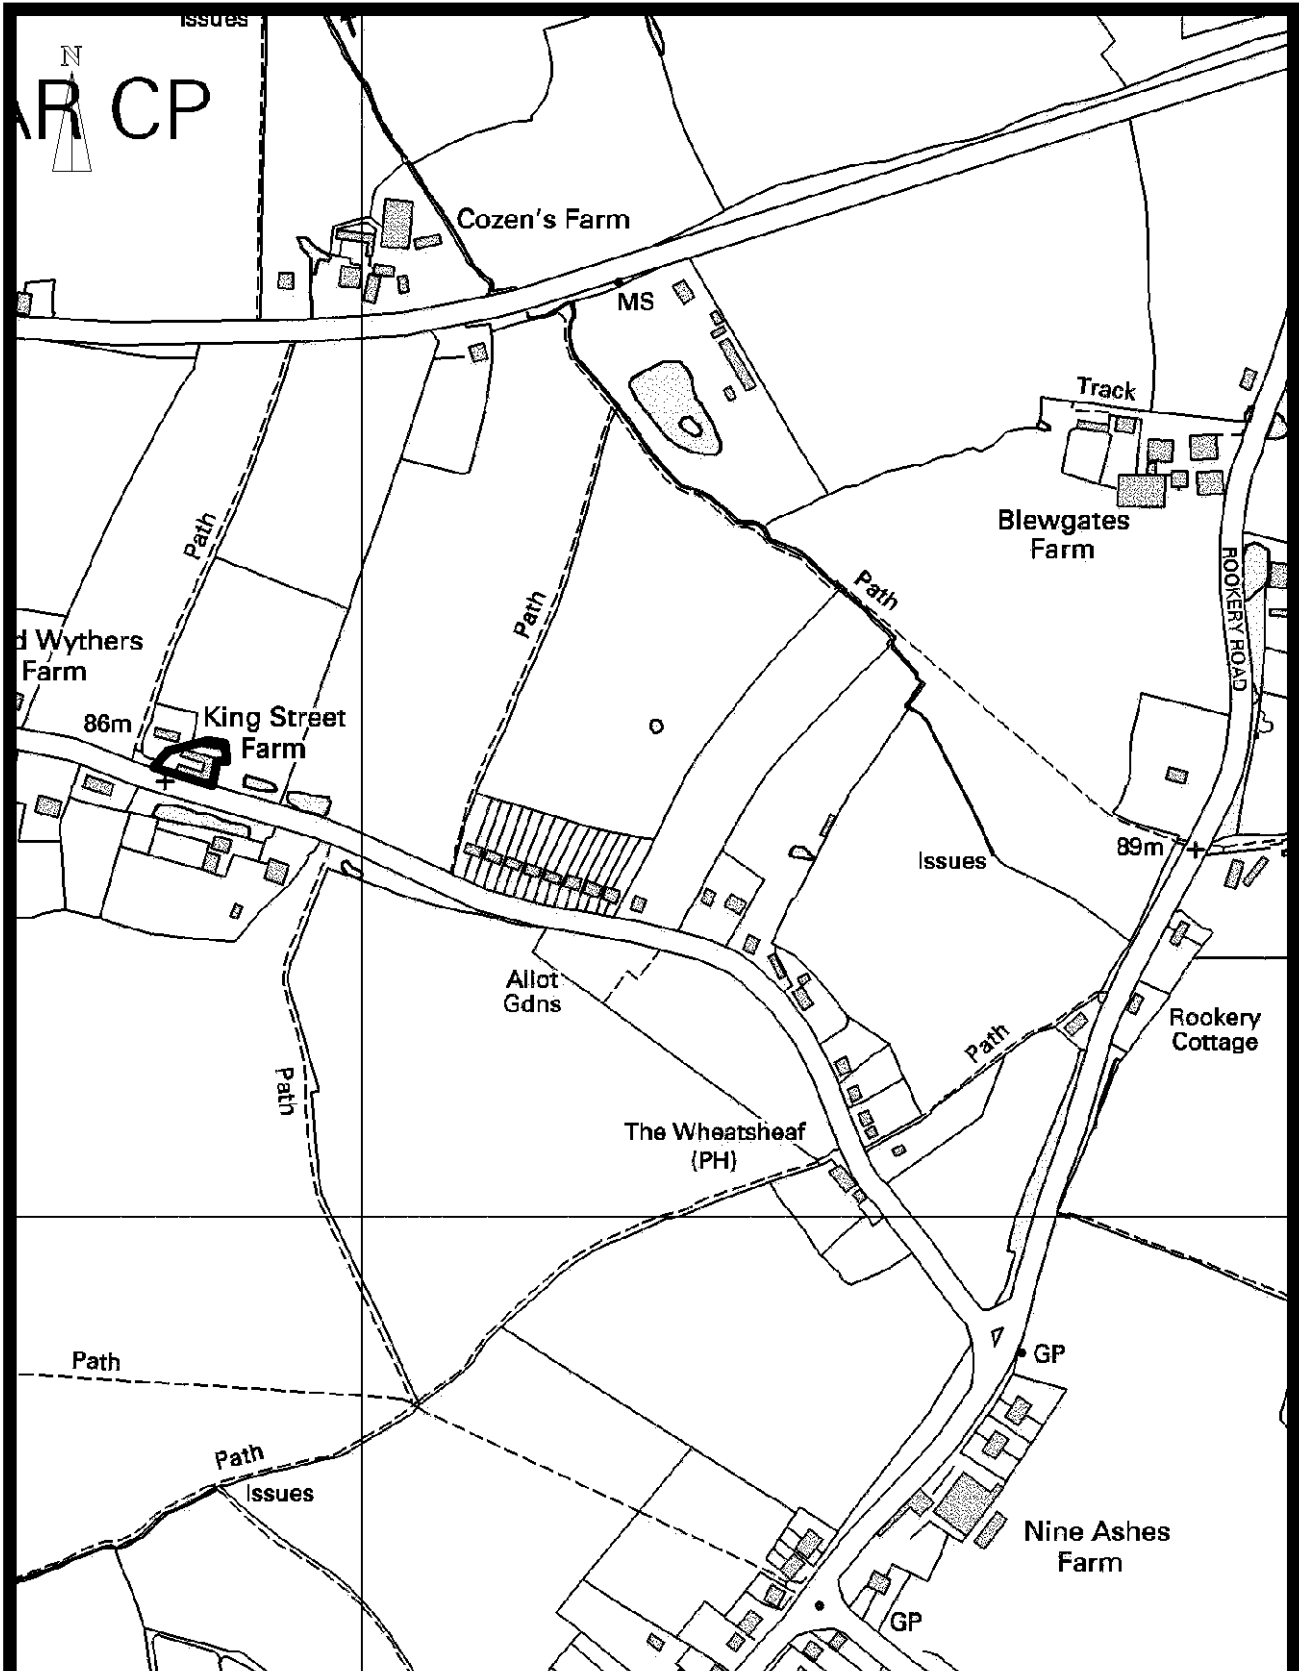 Issues
N
AR CP
Cozen's Farm
MS
Track
Blewgates
Farm
Path
Path
Path
ROOKERY ROAD
d Wythers
Farm
86m
King Street
Farm
89m
Issues
Allot
Gdns
Rookery
Cottage
Path
Path
The Wheatsheaf
(PH)
GP
Path
Path
Issues
Nine Ashes
Farm
GP